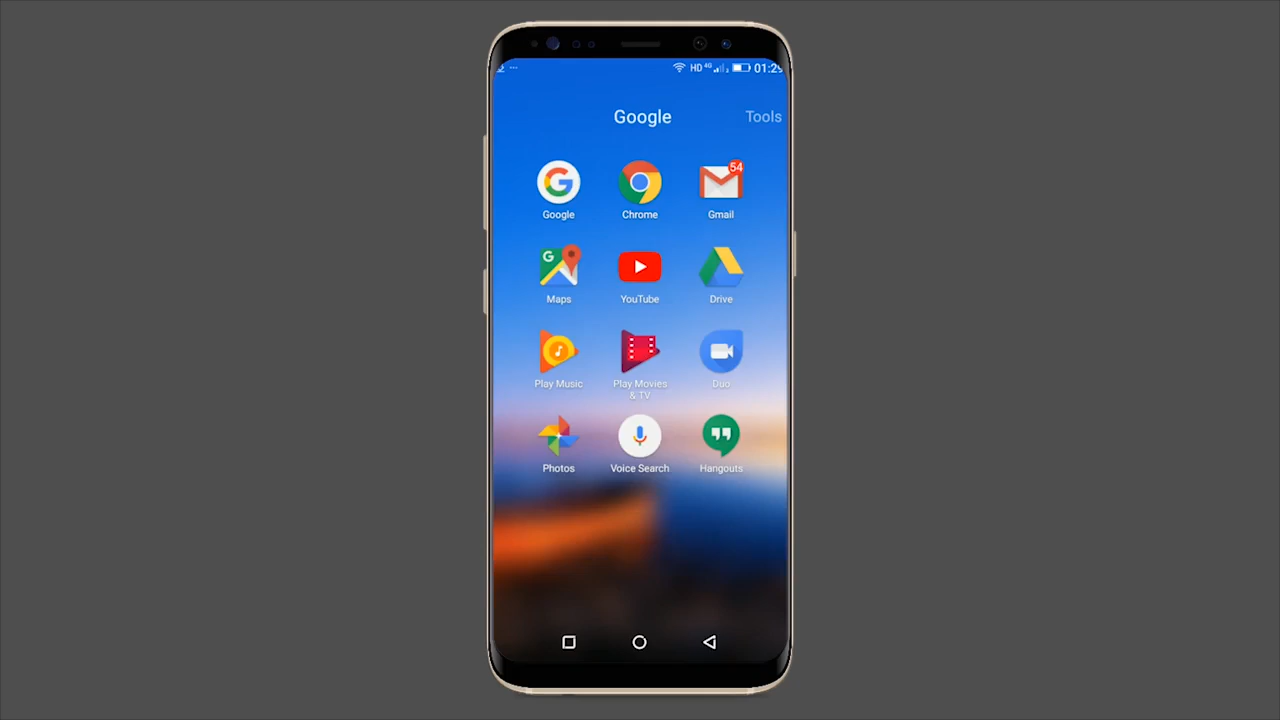 HD 4G 01:29
Google Tools
54
Google Chrome Gmail
G
Maps YouTube Drive
Play Music Play Movies Duo
& TV
Photos Voice Search Hangouts